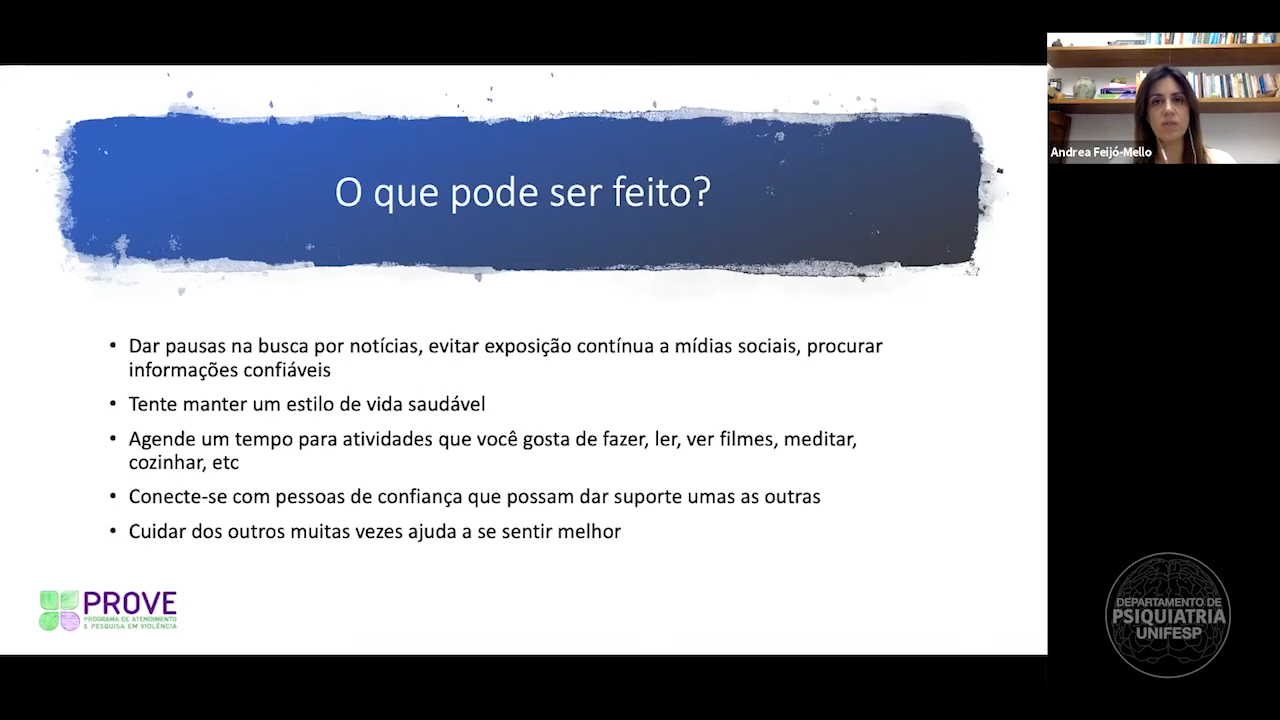 O que pode ser feito?
• Dar pausas na busca por notícias, evitar exposição contínua a mídias sociais, procurar
informações confiáveis
• Tente manter um estilo de vida saudável
• Agende um tempo para atividades que você gosta de fazer, ler, ver filmes, meditar,
cozinhar, etc
• Conecte-se com pessoas de confiança que possam dar suporte umas as outras
• Cuidar dos outros muitas vezes ajuda a se sentir melhor
PROVE
PROGRAMA DE ATENDIMENTO
E PESQUISA EM VIOLÊNCIA
Andrea Feijó-Mello
DEPARTAMENTO DE
PSIQUIATRIA
UNIFESP